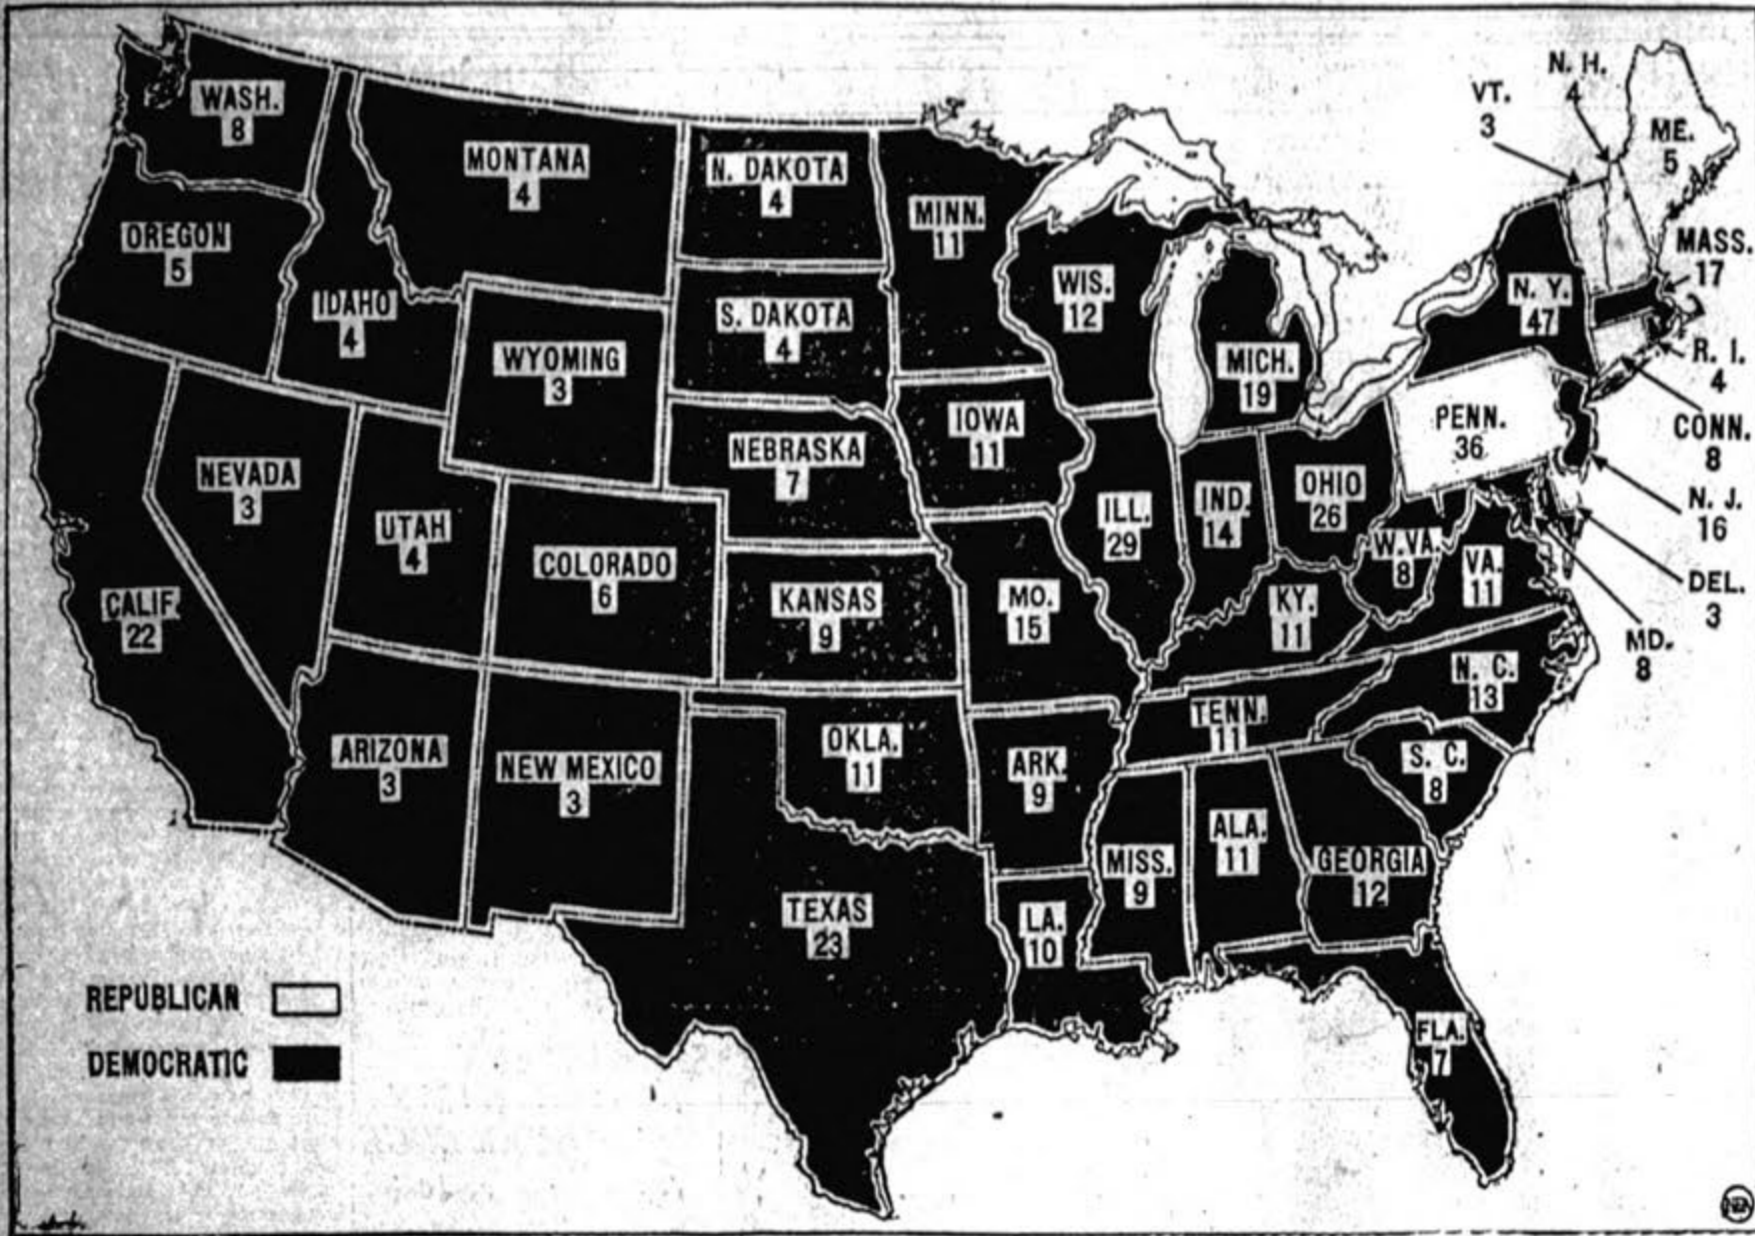 WASH.
8
MONTANA
4
N. DAKOTA
4
MINN.
11
VT.
3
N. H.
4
ME.
5
OREGON
5
IDAHO
4
WYOMING
3
S. DAKOTA
4
WIS.
12
MICH.
19
N. Y.
47
MASS.
17
R. I.
4
CONN.
8
NEVADA
3
UTAH
4
COLORADO
6
NEBRASKA
7
IOWA
11
ILL.
29
IND.
14
OHIO
26
PENN.
36
N. J.
16
DEL.
3
MD.
8
CALIF.
22
KANSAS
9
MO.
15
KY.
11
W.VA.
8
VA.
11
ARIZONA
3
NEW MEXICO
3
OKLA.
11
ARK.
9
TENN.
11
N. C.
13
S. C.
8
TEXAS
23
LA.
10
MISS.
9
ALA.
11
GEORGIA
12
FLA.
7
REPUBLICAN
DEMOCRATIC